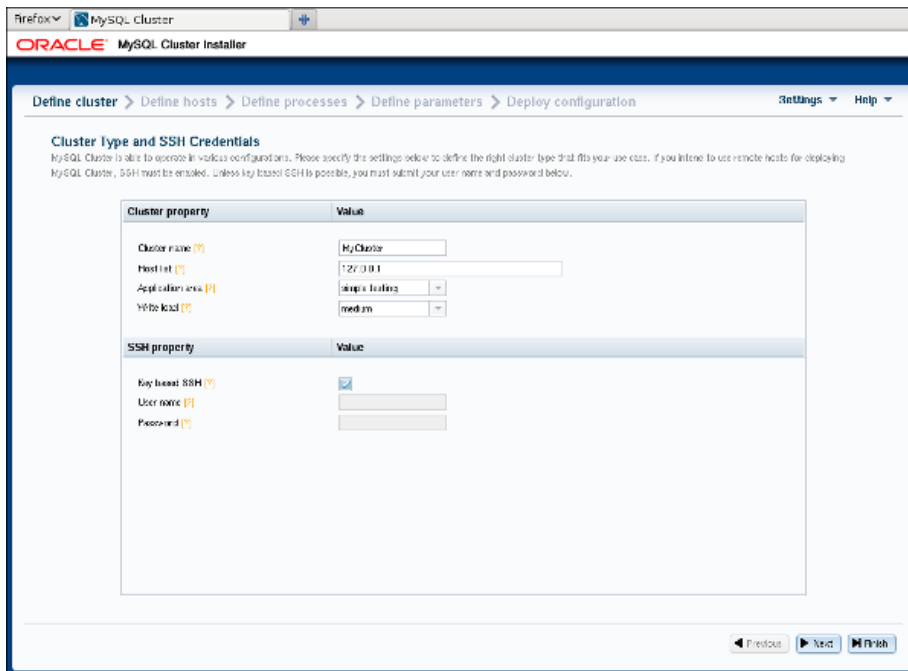 Firefox
MySQL Cluster
ORACLE MySQL Cluster Installer
Define cluster > Define hosts > Define processes > Define parameters > Deploy configuration
Settings Help
Cluster Type and SSH Credentials
MySQL Cluster is able to operate in various configurations. Please specify the settings below to define the right cluster type that fits your use case. If you intend to use remote hosts for deploying
MySQL Cluster, SSH must be enabled. Unless key based SSH is possible, you must submit your user name and password below.
Cluster property Value
Cluster name [?] MyCluster
Host list [?] 127.0.0.1
Application area [?] simple testing
Write load [?] medium
SSH property Value
Key based SSH [?]
User name [?]
Password [?]
Previous Next Finish